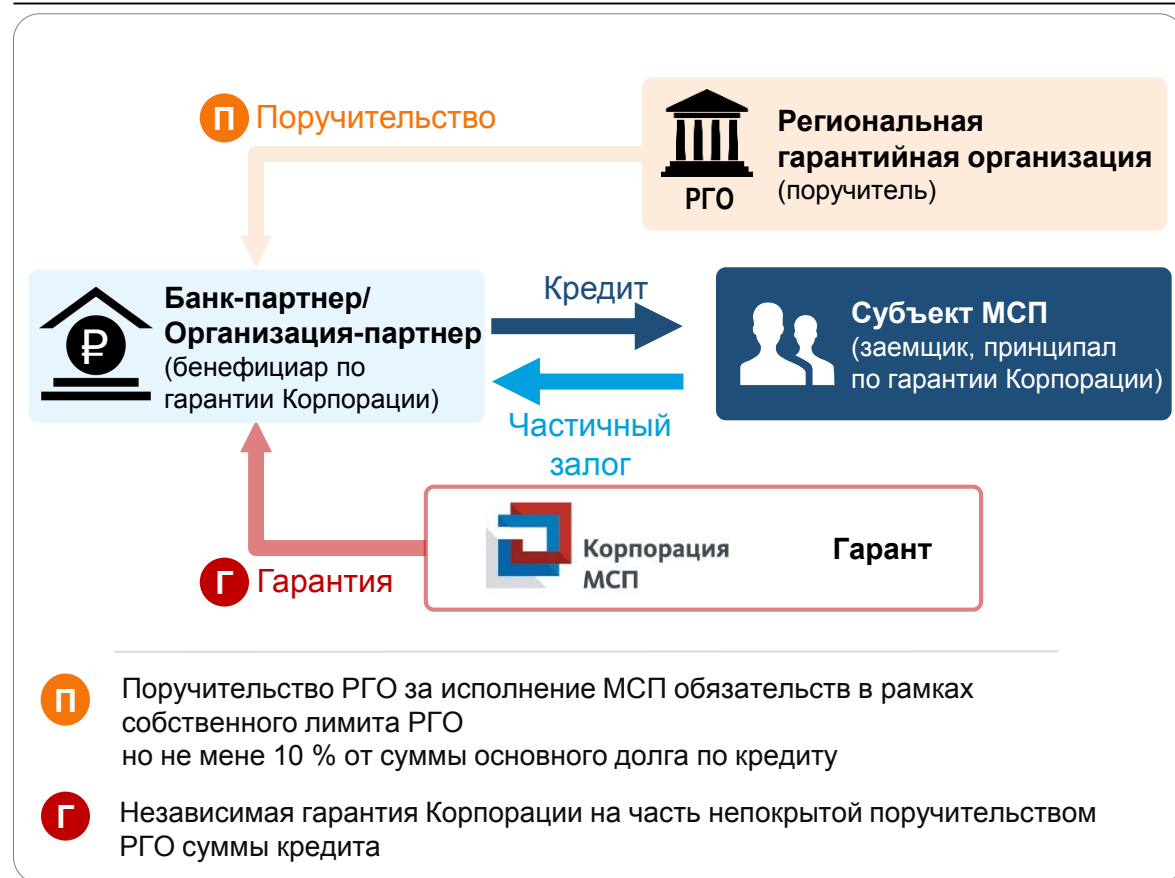 П Поручительство
Региональная
гарантийная организация
(поручитель)
РГО
Банк-партнер/
Организация-партнер
(бенефициар по
гарантии Корпорации)
₽
Кредит
Субъект МСП
(заемщик, принципал
по гарантии Корпорации)
Частичный
залог
Корпорация
МСП
Гарант
Г Гарантия
П
Поручительство РГО за исполнение МСП обязательств в рамках
собственного лимита РГО
но не мене 10 % от суммы основного долга по кредиту
Г
Независимая гарантия Корпорации на часть непокрытой поручительством
РГО суммы кредита